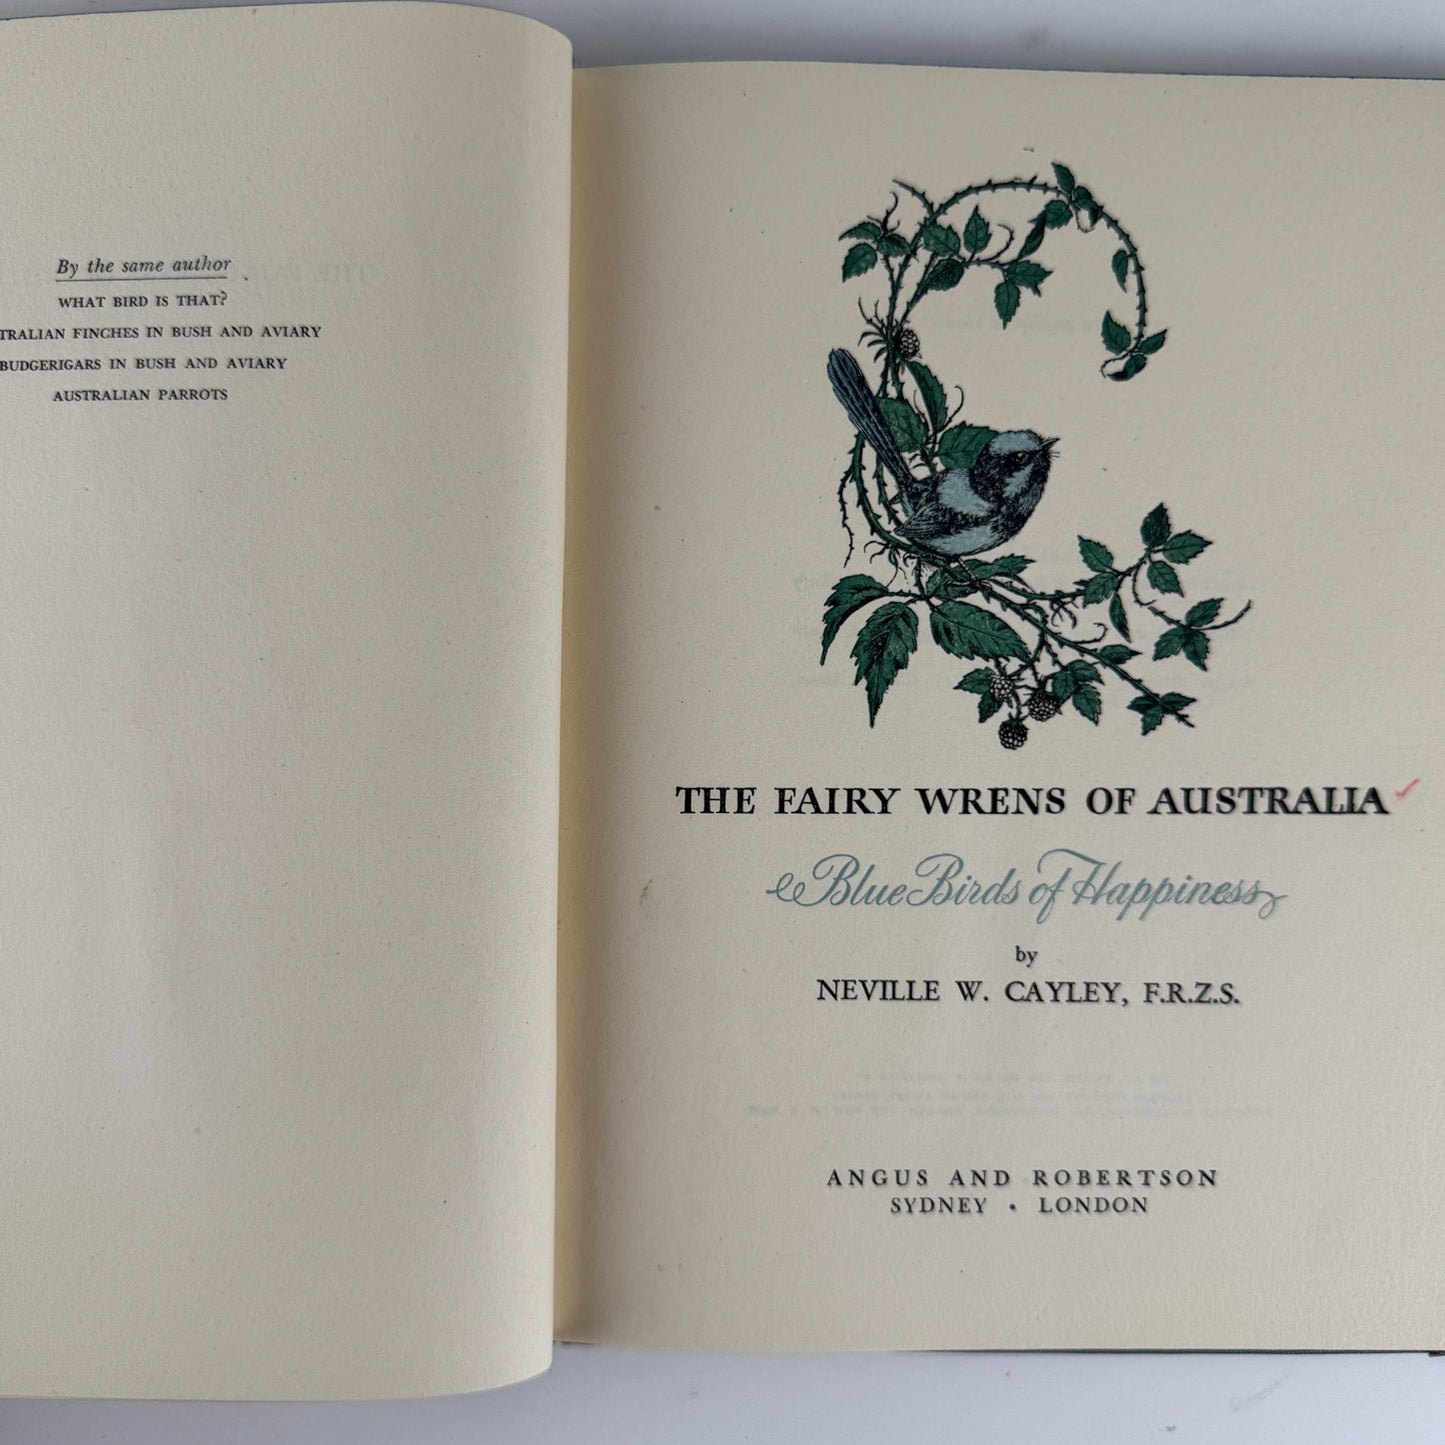 By the same author
WHAT BIRD IS THAT?
TRALIAN FINCHES IN BUSH AND AVIARY
BUDGERIGARS IN BUSH AND AVIARY
AUSTRALIAN PARROTS
THE FAIRY WRENS OF AUSTRALIA
Blue Birds of Happiness
by
NEVILLE W. CAYLEY, F.R.Z.S.
ANGUS AND ROBERTSON
SYDNEY • LONDON